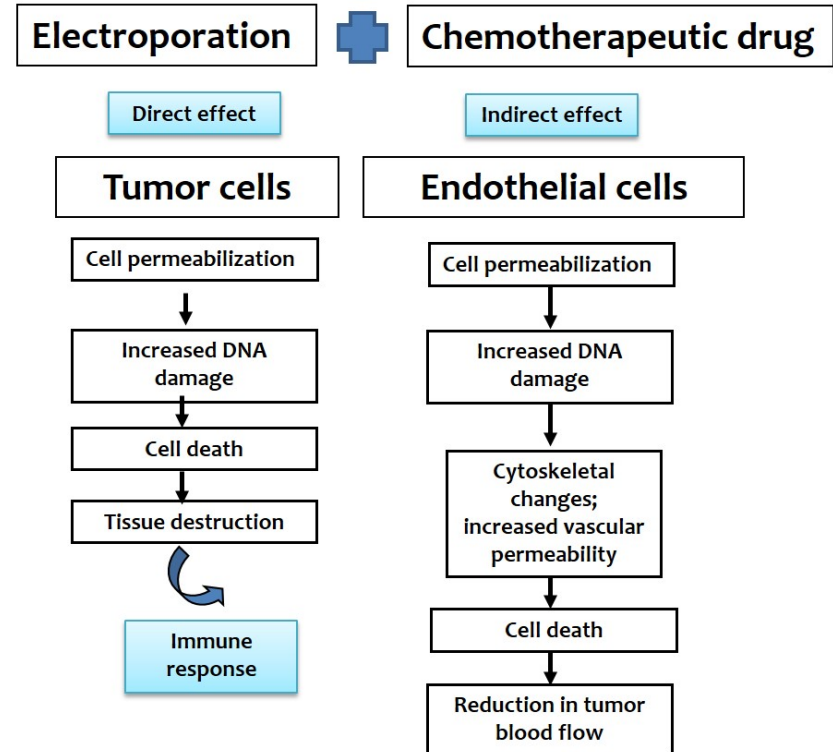 Electroporation
Chemotherapeutic drug
Direct effect
Indirect effect
Tumor cells
Endothelial cells
Cell permeabilization
Increased DNA
damage
Cell death
Tissue destruction
Immune
response
Cell permeabilization
Increased DNA
damage
Cytoskeletal
changes;
increased vascular
permeability
Cell death
Reduction in tumor
blood flow